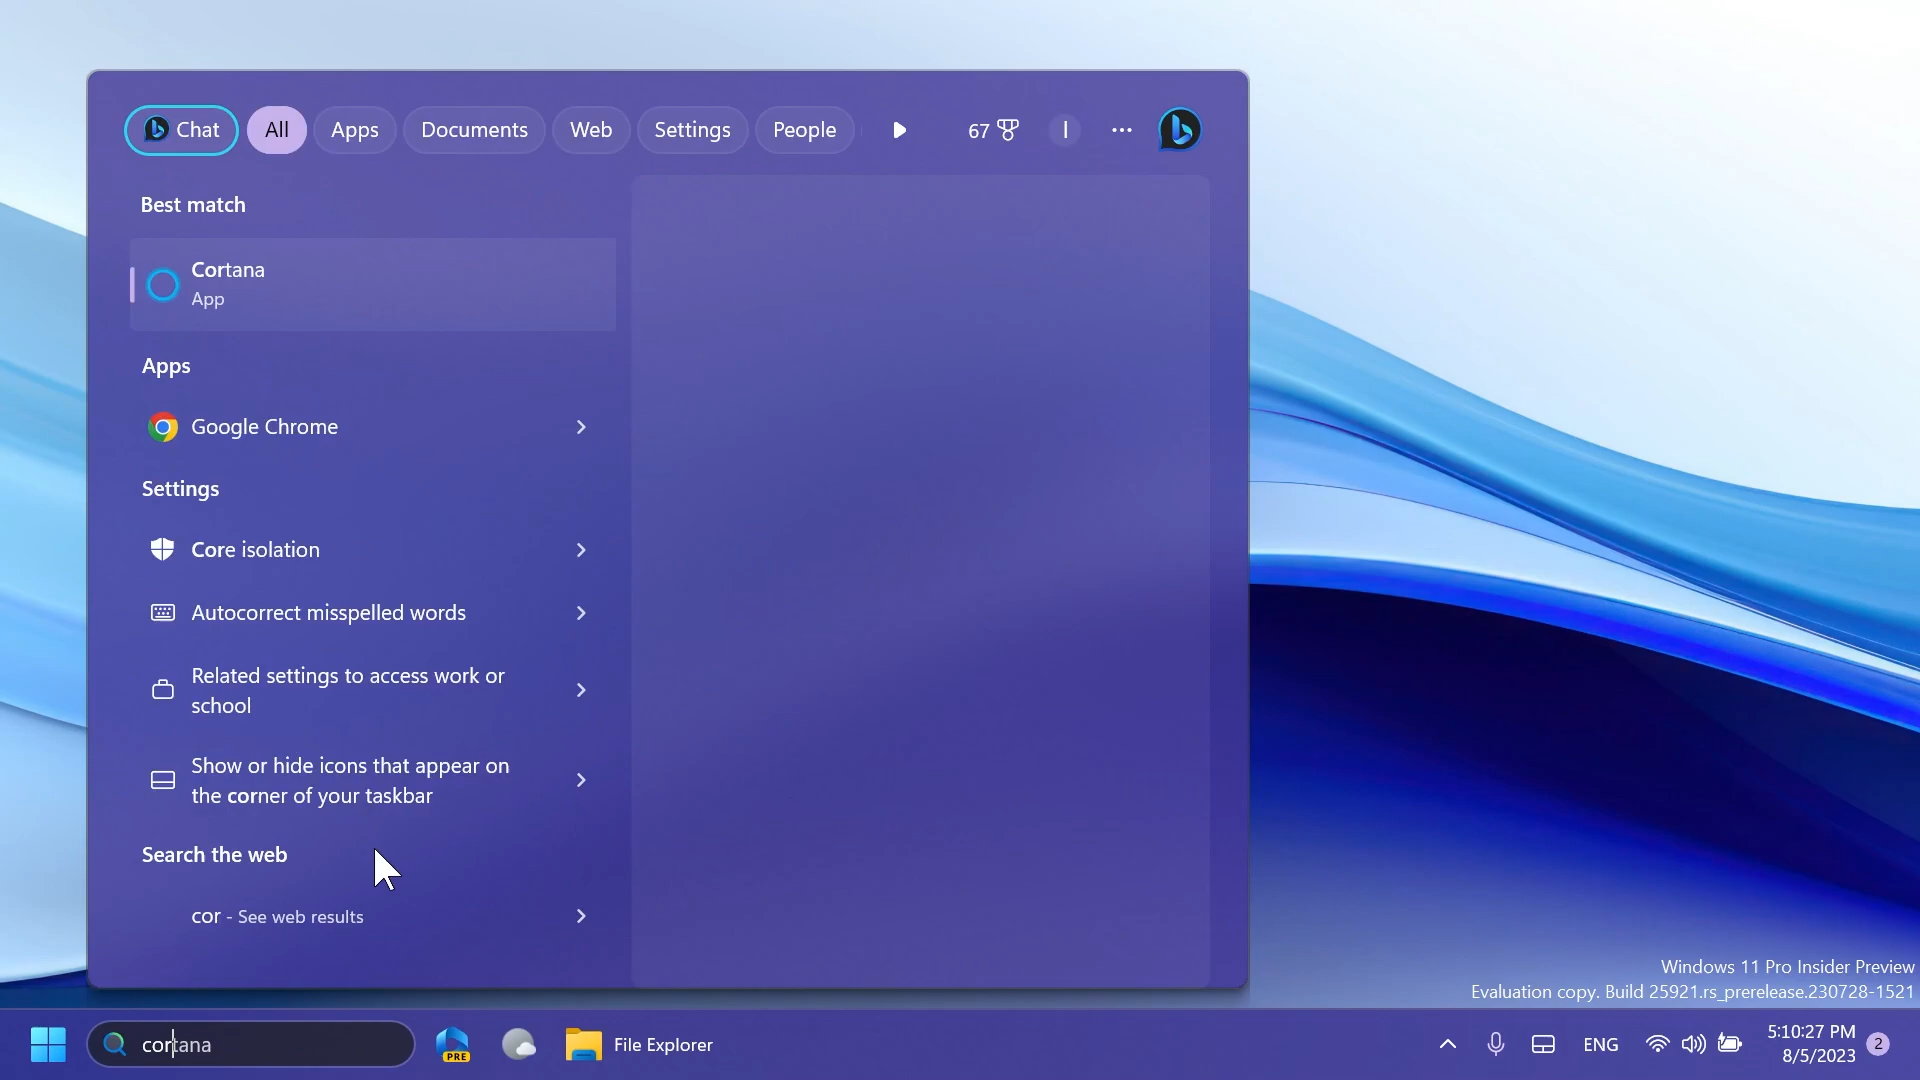 Chat All Apps Documents Web Settings People 67 I
Best match
Cortana
App
Apps
Google Chrome
Settings
Core isolation
Autocorrect misspelled words
Related settings to access work or
school
Show or hide icons that appear on
the corner of your taskbar
Search the web
cor - See web results
Windows 11 Pro Insider Preview
Evaluation copy. Build 25921.rs_prerelease.230728-1521
cortana PRE File Explorer ENG 5:10:27 PM 2
8/5/2023